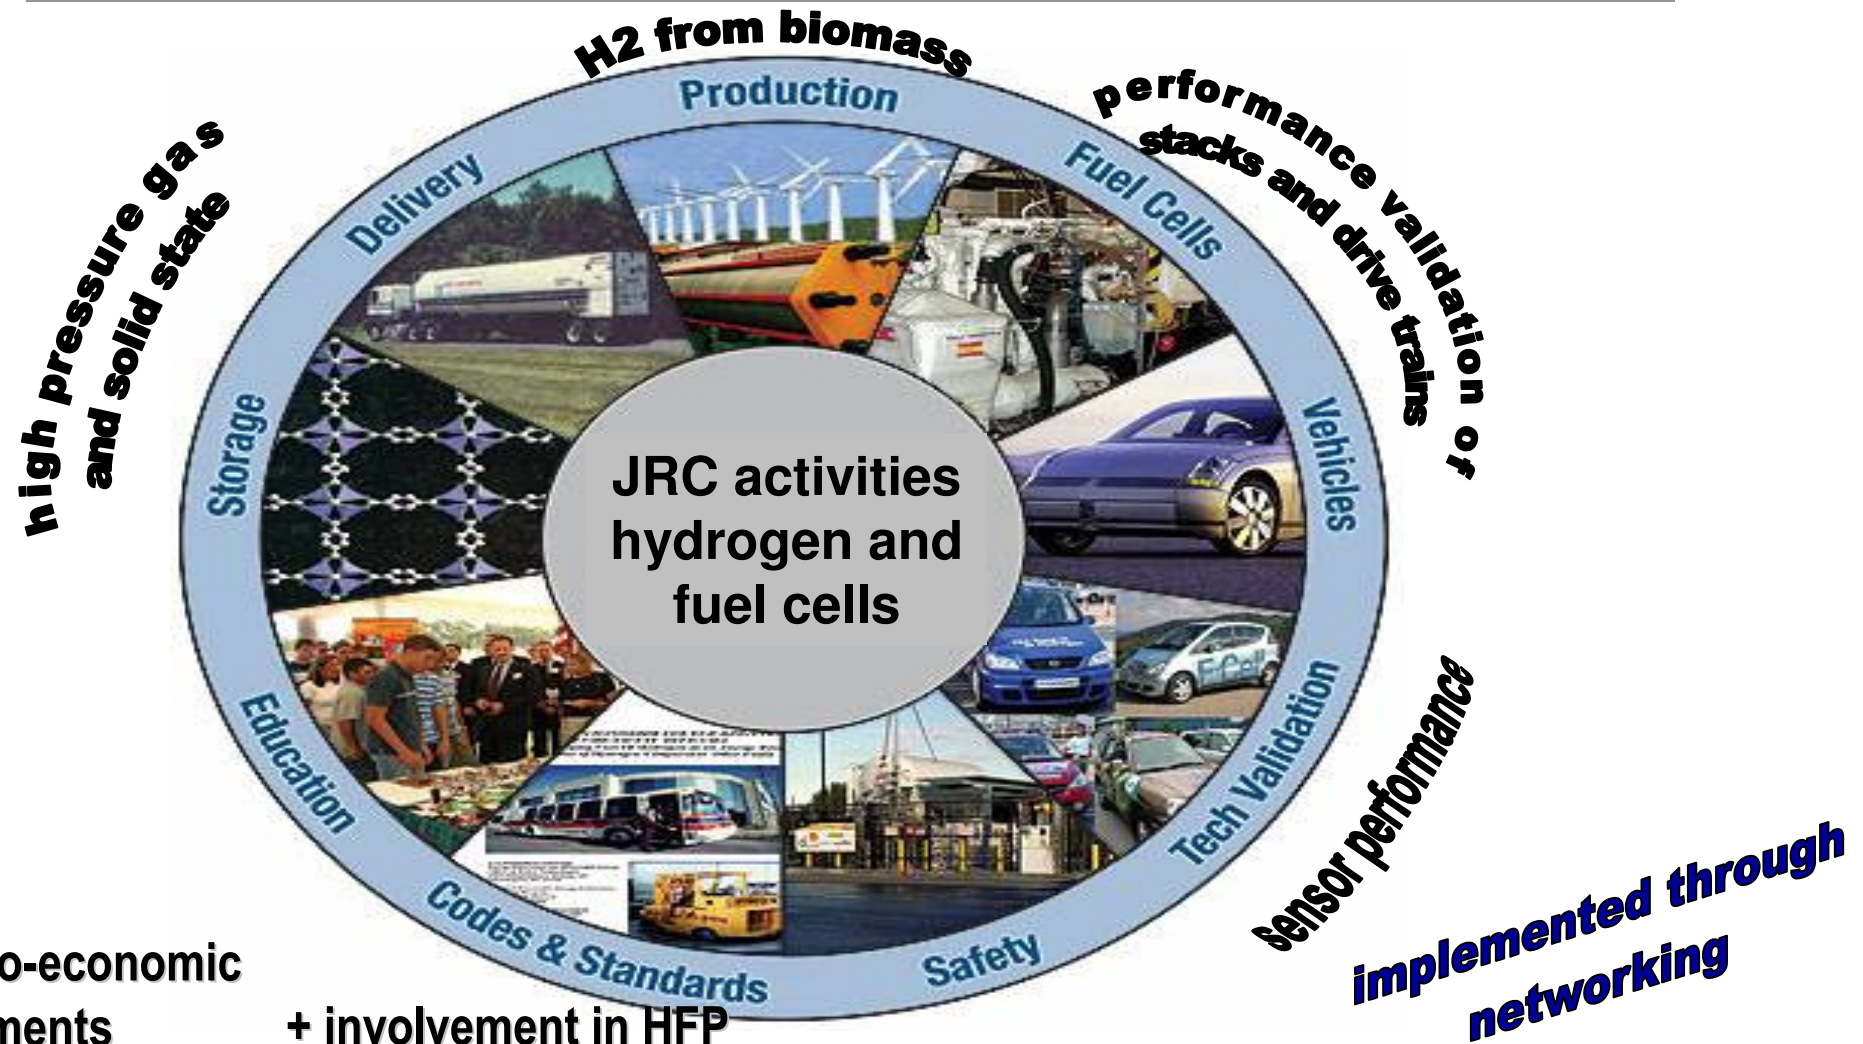 H2 from biomass
Production
performance validation of
stacks and drive trains
Fuel Cells
Delivery
high pressure gas
and solid state
Storage
Vehicles
JRC activities
hydrogen and
fuel cells
Education
Tech Validation
sensor performance
Codes & Standards
Safety
implemented through
networking
o-economic
ments
+ involvement in HFP